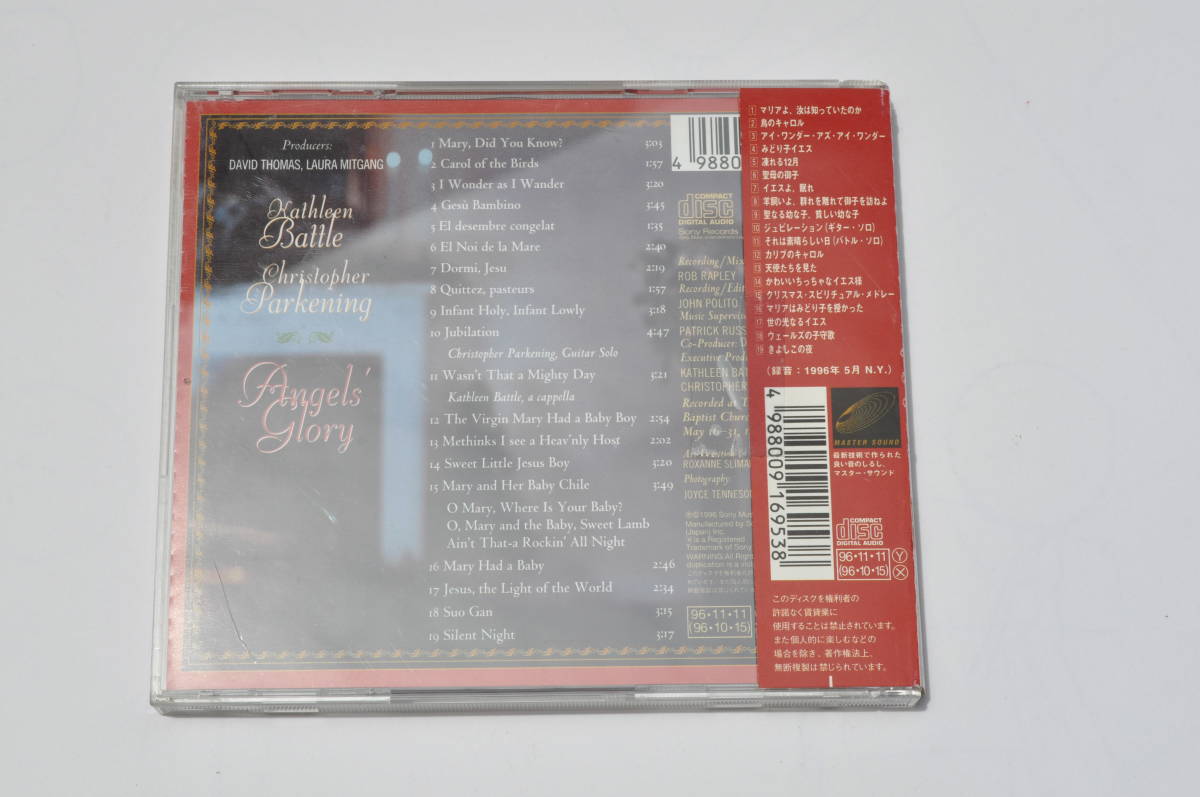 Producers:
DAVID THOMAS, LAURA MITGANG
Kathleen
Battle
Christopher
Parkening
Angels'
Glory
1 Mary, Did You Know? 3:03
2 Carol of the Birds 1:57
3 I Wonder as I Wander 3:20
4 Gesù Bambino 3:45
5 El desembre congelat 1:35
6 El Noi de la Mare 2:40
7 Dormi, Jesu 2:19
8 Quittez, pasteurs 1:57
9 Infant Holy, Infant Lowly 3:18
10 Jubilation 4:47
Christopher Parkening, Guitar Solo
11 Wasn't That a Mighty Day 3:21
Kathleen Battle, a cappella
12 The Virgin Mary Had a Baby Boy 2:54
13 Methinks I see a Heav'nly Host 2:02
14 Sweet Little Jesus Boy 3:20
15 Mary and Her Baby Chile 3:49
O Mary, Where Is Your Baby?
O, Mary and the Baby, Sweet Lamb
Ain't That-a Rockin' All Night
16 Mary Had a Baby 2:46
17 Jesus, the Light of the World 2:34
18 Suo Gan 3:15
19 Silent Night 3:17
4 98800
COMPACT
disc
DIGITAL AUDIO
Sony Records
Recording/Mix
ROB RAPLEY
Recording/Edit
JOHN POLITO
Music Supervis
PATRICK RUSS
Co-Producer: D
Executive Prod
KATHLEEN BAT
CHRISTOPHER
Recorded at T
Baptist Churc
May 16-31, 1
ROXANNE SLIMA
Photography
JOYCE TENNESO
℗©1996 Sony Mus
Manufactured by So
(Japan) Inc.
is a Registered
Trademark of Sony
WARNING: All Righ
duplication is a viola
96・11・11
(96・10・15)
1 マリアよ、汝は知っていたのか
2 鳥のキャロル
3 アイ・ワンダー・アズ・アイ・ワンダー
4 みどり子イエス
5 凍れる12月
6 聖母の御子
7 イエスよ、眠れ
8 羊飼いよ、群れを離れて御子を訪ねよ
9 聖なる幼な子、貧しい幼な子
10 ジュビレーション(ギター・ソロ)
11 それは素晴らしい日(バトル・ソロ)
12 カリブのキャロル
13 天使たちを見た
14 かわいいちっちゃなイエス様
15 クリスマス・スピリチュアル・メドレー
16 マリアはみどり子を授かった
17 世の光なるイエス
18 ウェールズの子守歌
19 きよしこの夜
(録音:1996年 5月 N.Y.)
4 988009 169538
MASTER SOUND
最新技術で作られた
良い音のしるし、
マスター・サウンド
COMPACT
disc
DIGITAL AUDIO
96・11・11 Y
(96・10・15) X
このディスクを権利者の
許諾なく賃貸業に
使用することは禁止されています。
また個人的に楽しむなどの
場合を除き、著作権法上、
無断複製は禁じられています。